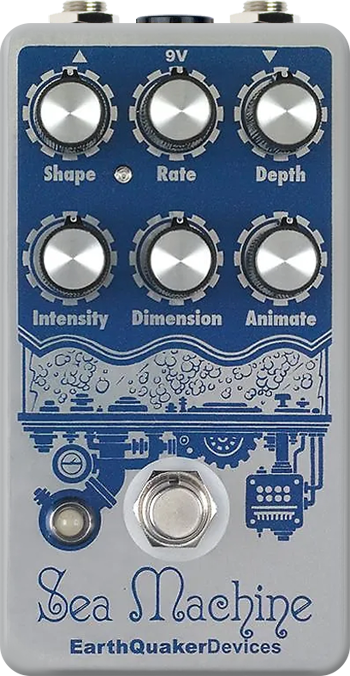 9V
Shape Rate Depth
Intensity Dimension Animate
Sea Machine
EarthQuakerDevices